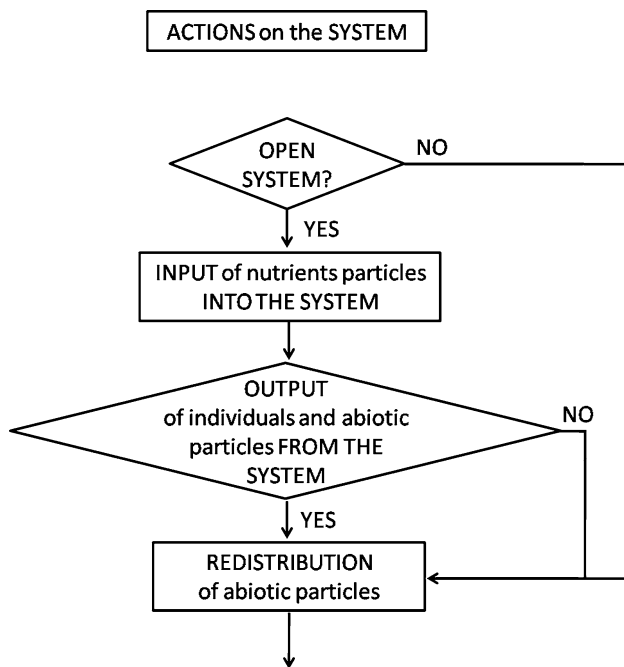 ACTIONS on the SYSTEM
OPEN
SYSTEM?
NO
YES
INPUT of nutrients particles
INTO THE SYSTEM
OUTPUT
of individuals and abiotic
particles FROM THE
SYSTEM
NO
YES
REDISTRIBUTION
of abiotic particles